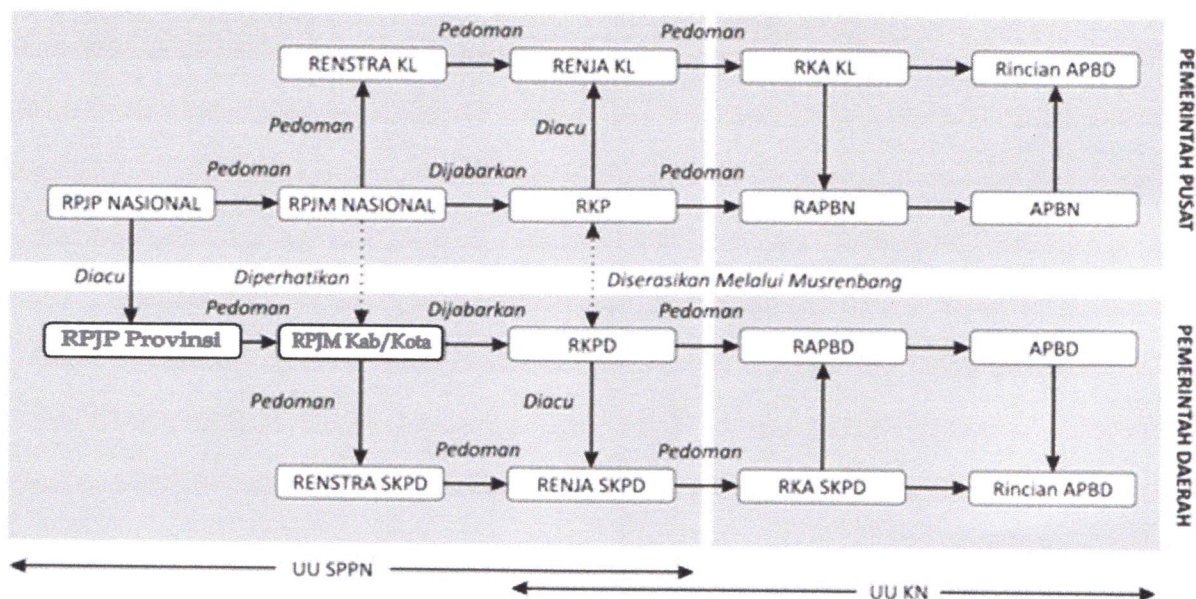 Pedoman Pedoman
RENSTRA KL RENJA KL RKA KL Rincian APBD
Pedoman Diacu
Pedoman Dijabarkan Pedoman
RPJP NASIONAL RPJM NASIONAL RKP RAPBN APBN
PEMERINTAH PUSAT
Diacu Diperhatikan Diserasikan Melalui Musrenbang
Pedoman Dijabarkan Pedoman
RPJP Provinsi RPJM Kab/Kota RKPD RAPBD APBD
Pedoman Diacu
Pedoman Pedoman
RENSTRA SKPD RENJA SKPD RKA SKPD Rincian APBD
PEMERINTAH DAERAH
UU SPPN
UU KN